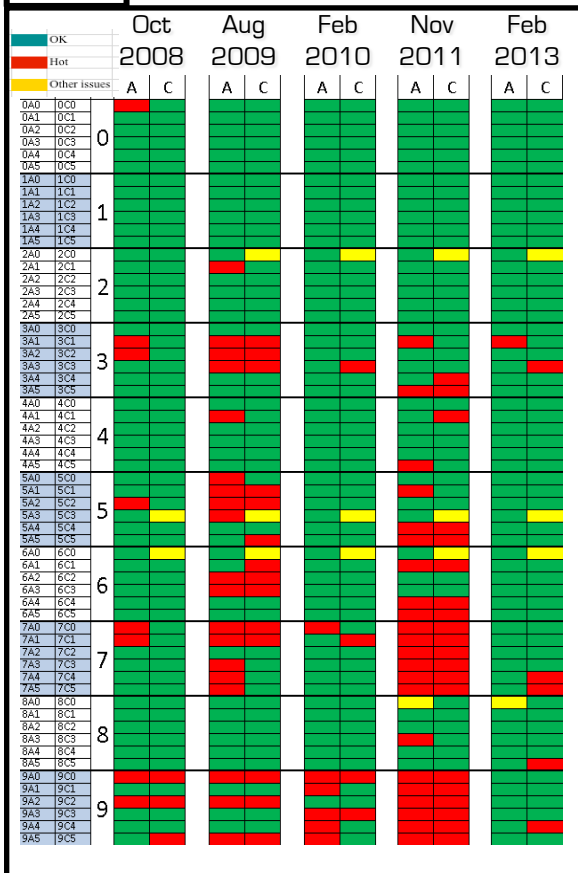 Oct Aug Feb Nov Feb
OK
2008 2009 2010 2011 2013
Hot
Other issues A C A C A C A C A C
0A0 0C0
0A1 0C1
0A2 0C2
0A3 0C3
0A4 0C4
0A5 0C5
0
1A0 1C0
1A1 1C1
1A2 1C2
1A3 1C3
1A4 1C4
1A5 1C5
1
2A0 2C0
2A1 2C1
2A2 2C2
2A3 2C3
2A4 2C4
2A5 2C5
2
3A0 3C0
3A1 3C1
3A2 3C2
3A3 3C3
3A4 3C4
3A5 3C5
3
4A0 4C0
4A1 4C1
4A2 4C2
4A3 4C3
4A4 4C4
4A5 4C5
4
5A0 5C0
5A1 5C1
5A2 5C2
5A3 5C3
5A4 5C4
5A5 5C5
5
6A0 6C0
6A1 6C1
6A2 6C2
6A3 6C3
6A4 6C4
6A5 6C5
6
7A0 7C0
7A1 7C1
7A2 7C2
7A3 7C3
7A4 7C4
7A5 7C5
7
8A0 8C0
8A1 8C1
8A2 8C2
8A3 8C3
8A4 8C4
8A5 8C5
8
9A0 9C0
9A1 9C1
9A2 9C2
9A3 9C3
9A4 9C4
9A5 9C5
9